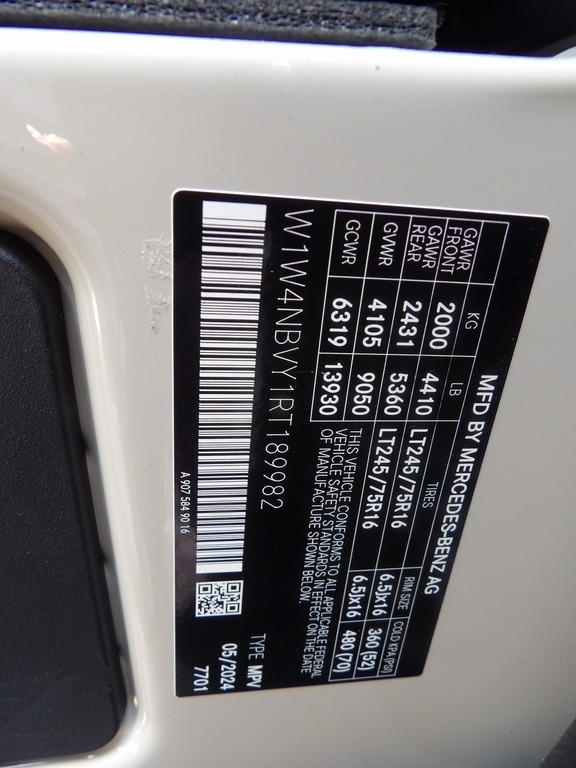 MFD BY MERCEDES-BENZ AG
KG LB TIRES RIM SIZE COLD KPA (PSI)
GAWR FRONT 2000 4410 LT245/75R16 6.5Jx16 360 (52)
GAWR REAR 2431 5360 LT245/75R16 6.5Jx16 480 (70)
GVWR 4105 9050
GCWR 6319 13930
THIS VEHICLE CONFORMS TO ALL APPLICABLE FEDERAL
VEHICLE SAFETY STANDARDS IN EFFECT ON THE DATE
OF MANUFACTURE SHOWN BELOW.
W1W4NBVY1RT189982
TYPE MPV
05/2024 7701
A 907 584 90 16